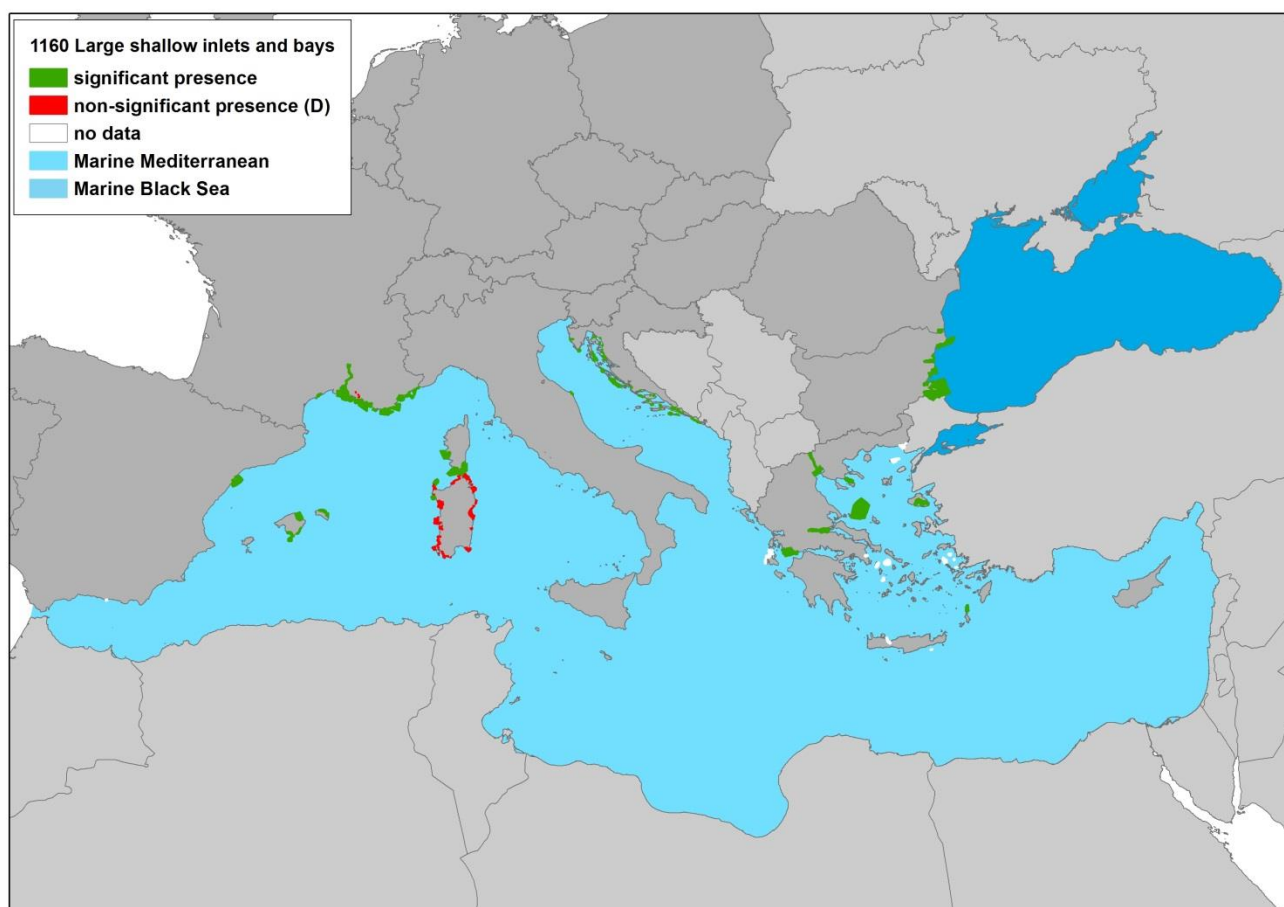 1160 Large shallow inlets and bays
significant presence
non-significant presence (D)
no data
Marine Mediterranean
Marine Black Sea